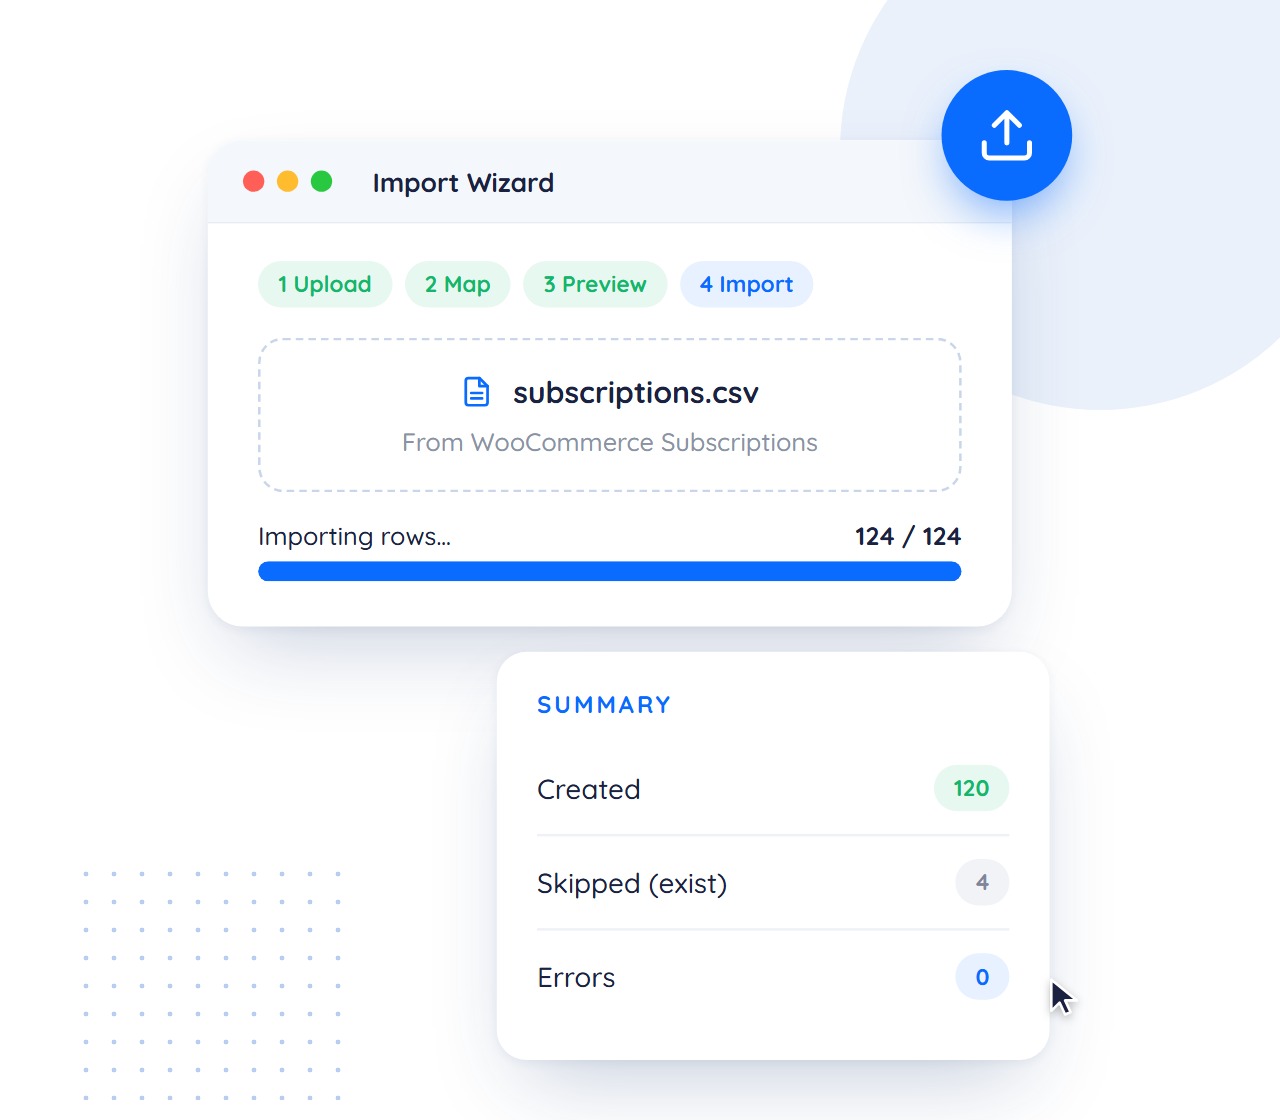 Import Wizard
1 Upload 2 Map 3 Preview 4 Import
subscriptions.csv
From WooCommerce Subscriptions
Importing rows... 124 / 124
SUMMARY
Created 120
Skipped (exist) 4
Errors 0